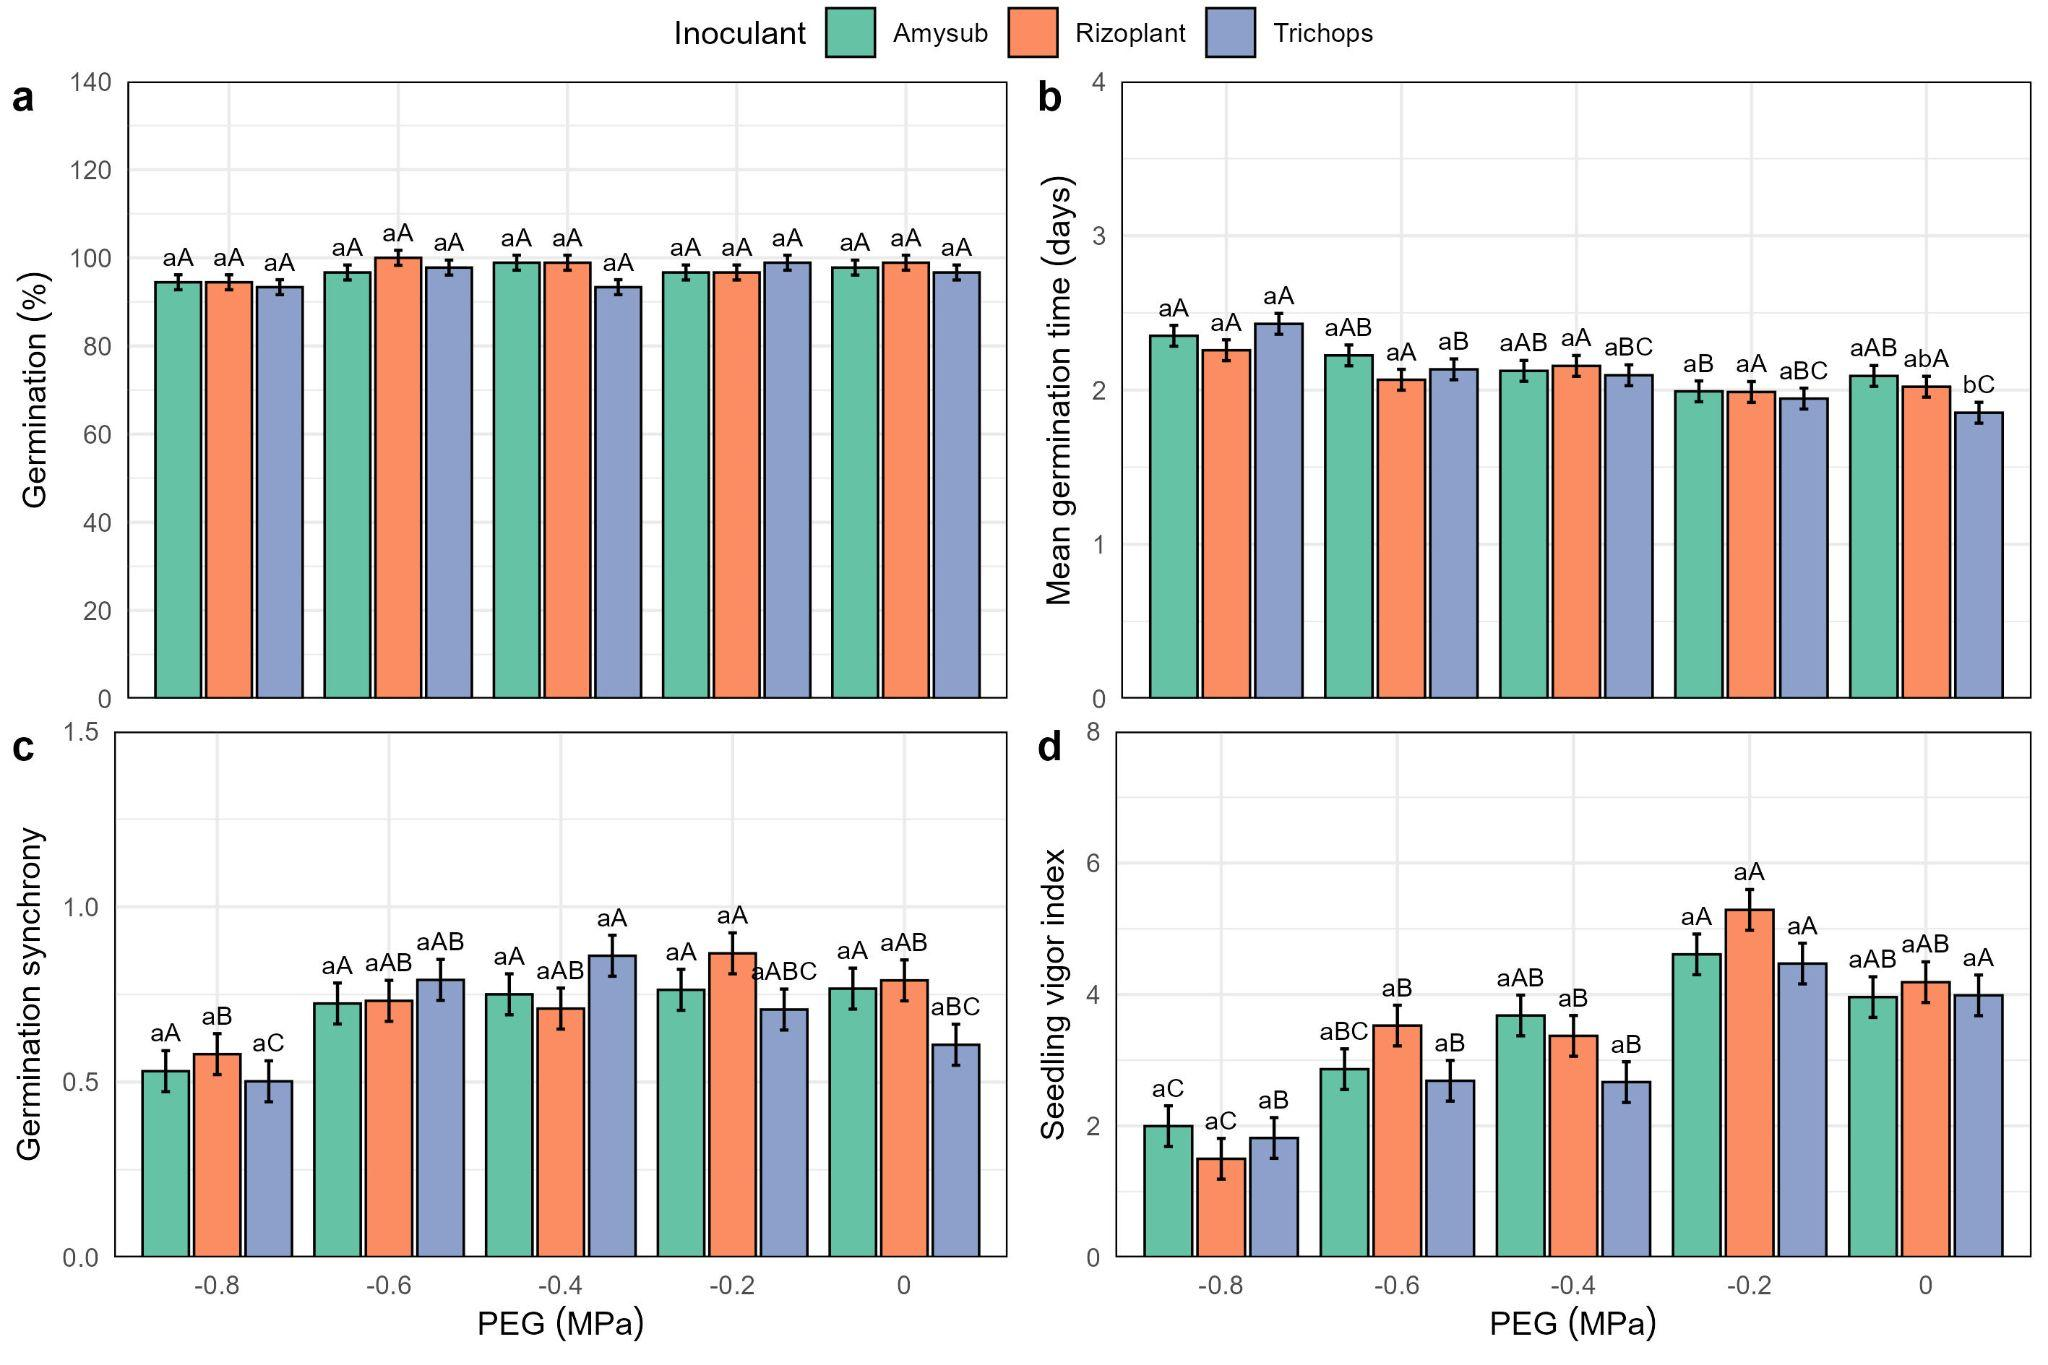 Inoculant Amysub Rizoplant Trichops
a
Germination (%)
140
120
100
80
60
40
20
0
aA aA aA aA aA aA aA aA aA aA aA aA aA aA aA
b
Mean germination time (days)
4
3
2
1
0
aA aA aA aAB aA aB aAB aA aBC aB aA aBC aAB abA bC
c
Germination synchrony
1.5
1.0
0.5
0.0
aA aB aC aA aAB aAB aA aAB aA aA aA aABC aA aAB aBC
-0.8 -0.6 -0.4 -0.2 0
PEG (MPa)
d
Seedling vigor index
8
6
4
2
0
aC aC aB aBC aB aB aAB aB aB aA aA aA aAB aAB aA
-0.8 -0.6 -0.4 -0.2 0
PEG (MPa)